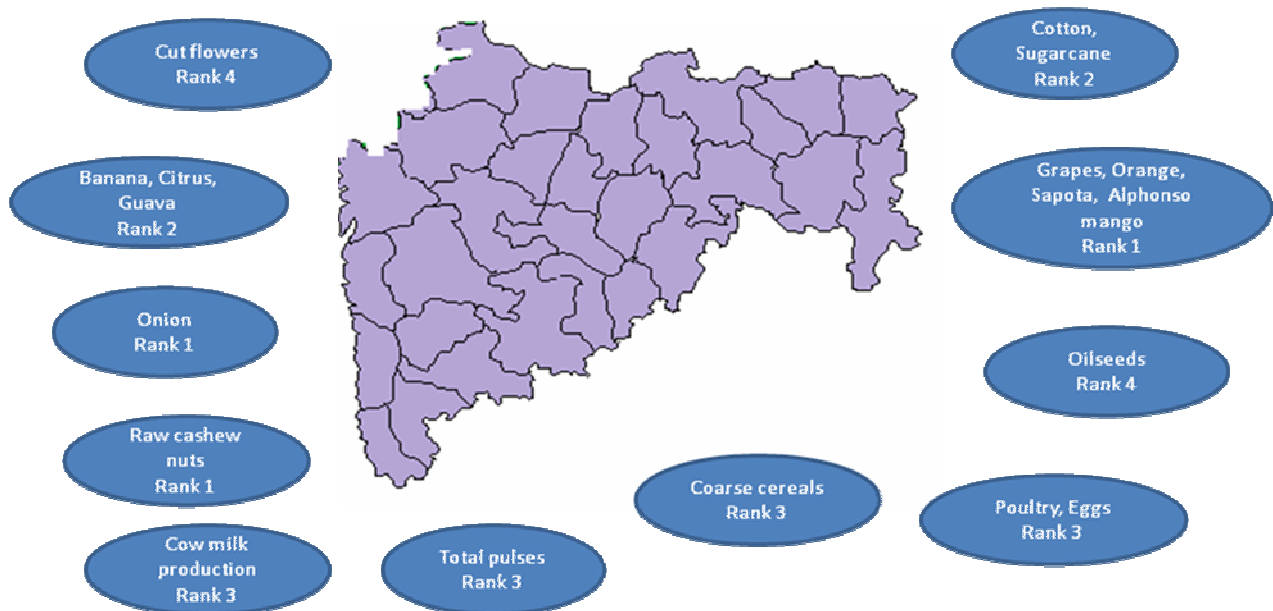 Cut flowers
Rank 4
Cotton,
Sugarcane
Rank 2
Banana, Citrus,
Guava
Rank 2
Grapes, Orange,
Sapota, Alphonso
mango
Rank 1
Onion
Rank 1
Oilseeds
Rank 4
Raw cashew
nuts
Rank 1
Coarse cereals
Rank 3
Poultry, Eggs
Rank 3
Cow milk
production
Rank 3
Total pulses
Rank 3